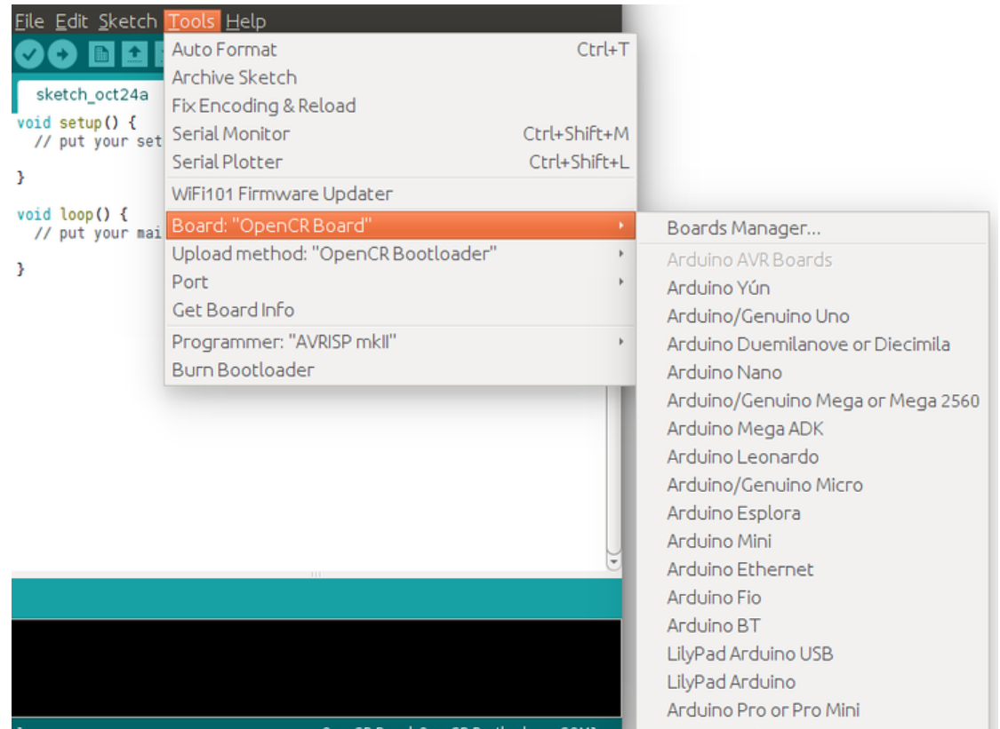 File Edit Sketch Tools Help
sketch_oct24a
void setup() {
// put your set
}
void loop() {
// put your mai
}
Auto Format Ctrl+T
Archive Sketch
Fix Encoding & Reload
Serial Monitor Ctrl+Shift+M
Serial Plotter Ctrl+Shift+L
WiFi101 Firmware Updater
Board: "OpenCR Board"
Upload method: "OpenCR Bootloader"
Port
Get Board Info
Programmer: "AVRISP mkII"
Burn Bootloader
Boards Manager...
Arduino AVR Boards
Arduino Yún
Arduino/Genuino Uno
Arduino Duemilanove or Diecimila
Arduino Nano
Arduino/Genuino Mega or Mega 2560
Arduino Mega ADK
Arduino Leonardo
Arduino/Genuino Micro
Arduino Esplora
Arduino Mini
Arduino Ethernet
Arduino Fio
Arduino BT
LilyPad Arduino USB
LilyPad Arduino
Arduino Pro or Pro Mini